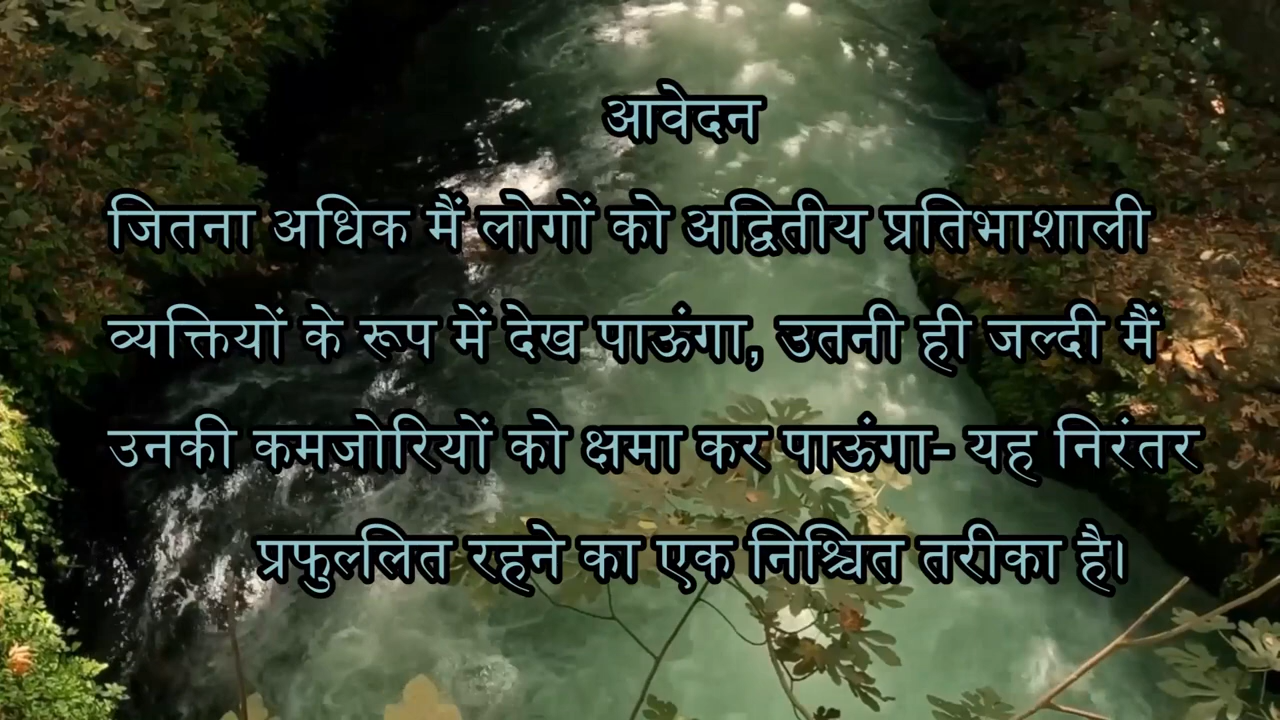 आवेदन
जितना अधिक मैं लोगों को अद्वितीय प्रतिभाशाली
व्यक्तियों के रूप में देख पाऊंगा, उतनी ही जल्दी मैं
उनकी कमजोरियों को क्षमा कर पाऊंगा- यह निरंतर
प्रफुल्लित रहने का एक निश्चित तरीका है।